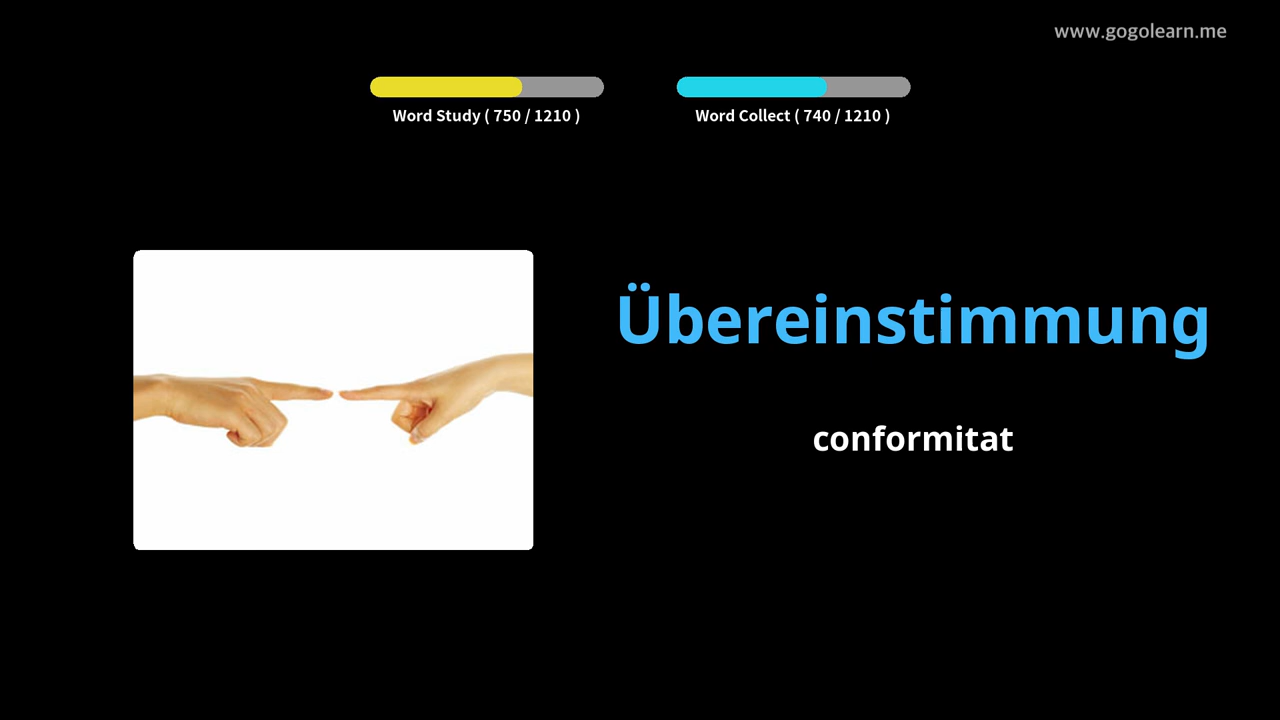 www.gogolearn.me
Word Study ( 750 / 1210 )
Word Collect ( 740 / 1210 )
Übereinstimmung
conformitat